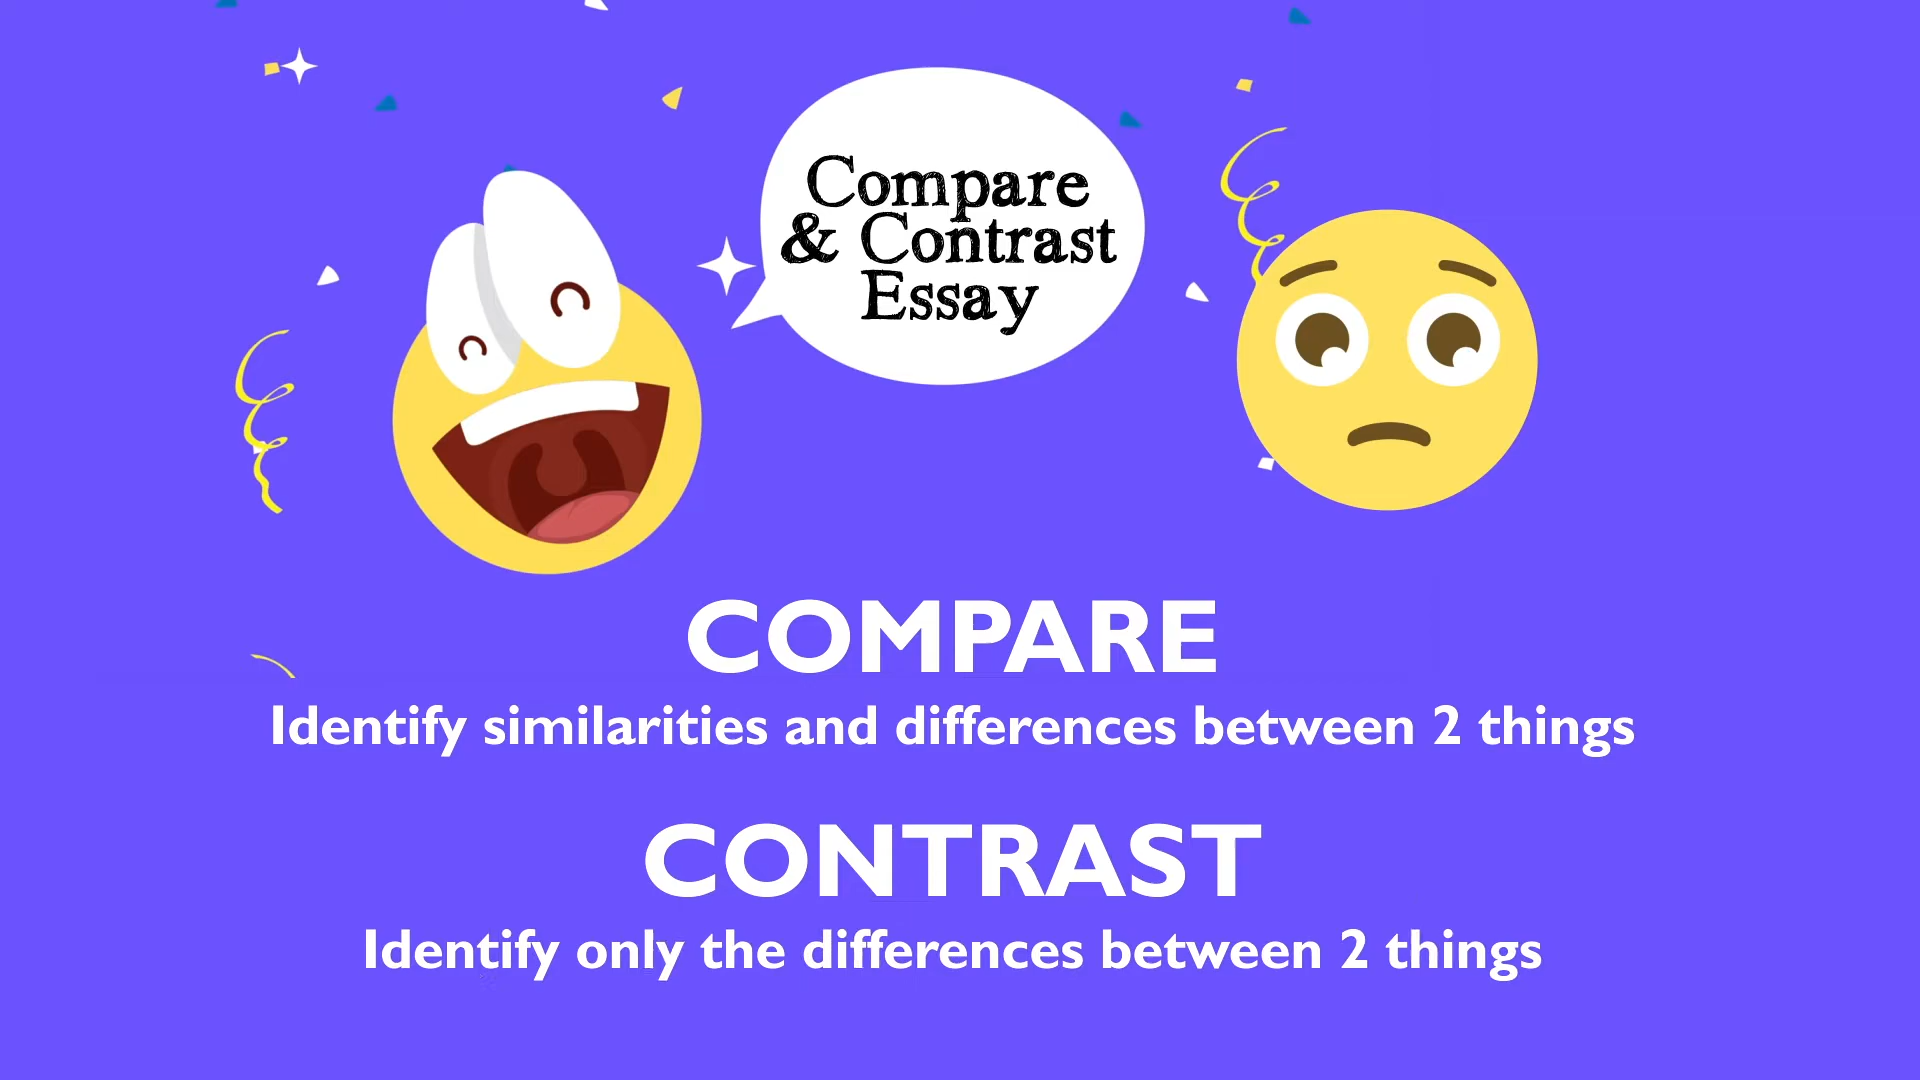 Compare
& Contrast
Essay
COMPARE
Identify similarities and differences between 2 things
CONTRAST
Identify only the differences between 2 things